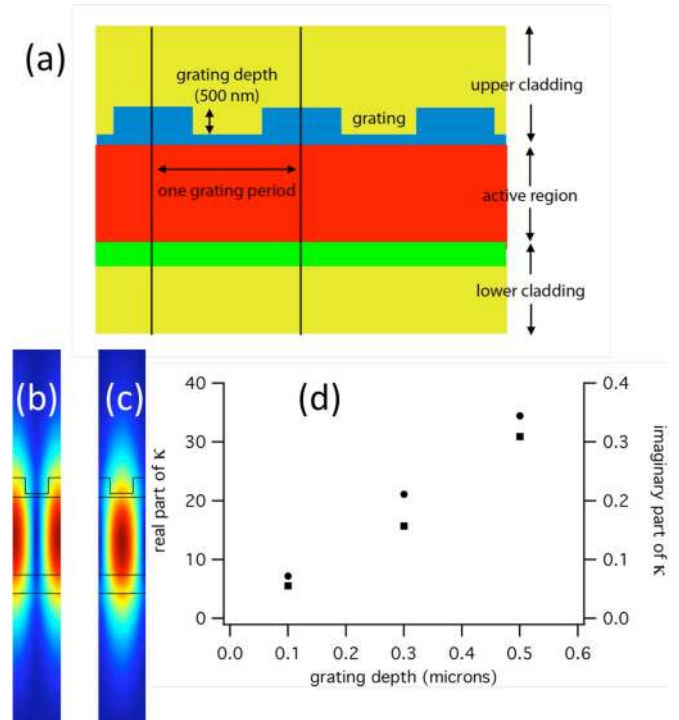 (a)
grating depth
(500 nm)
grating
upper cladding
one grating period
active region
lower cladding
(b)
(c)
(d)
40
30
20
10
0
real part of κ
0.4
0.3
0.2
0.1
0.0
imaginary part of κ
0.0 0.1 0.2 0.3 0.4 0.5 0.6
grating depth (microns)